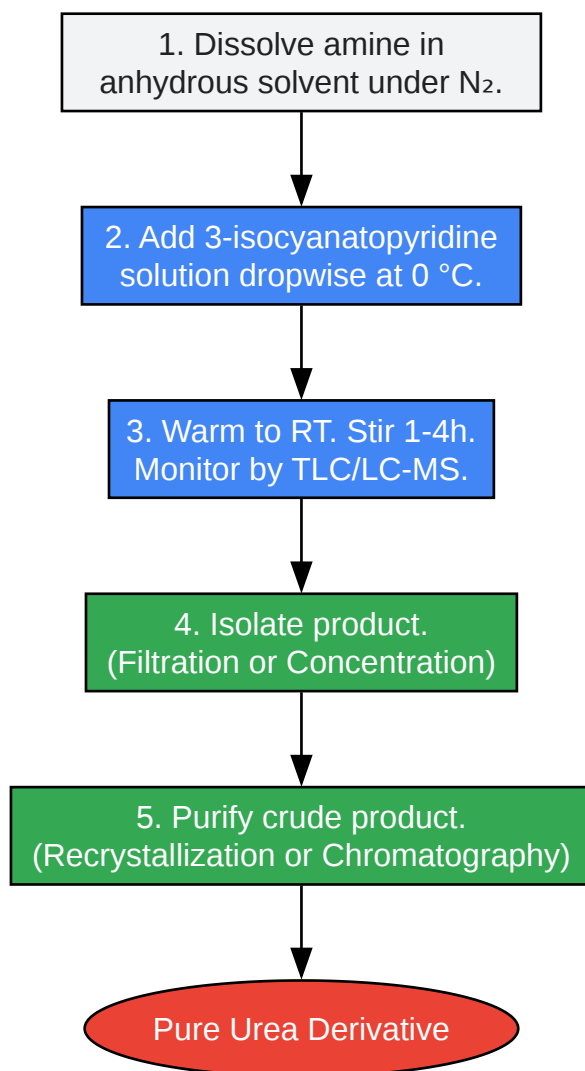 1. Dissolve amine in
anhydrous solvent under N₂.
2. Add 3-isocyanatopyridine
solution dropwise at 0 °C.
3. Warm to RT. Stir 1-4h.
Monitor by TLC/LC-MS.
4. Isolate product.
(Filtration or Concentration)
5. Purify crude product.
(Recrystallization or Chromatography)
Pure Urea Derivative